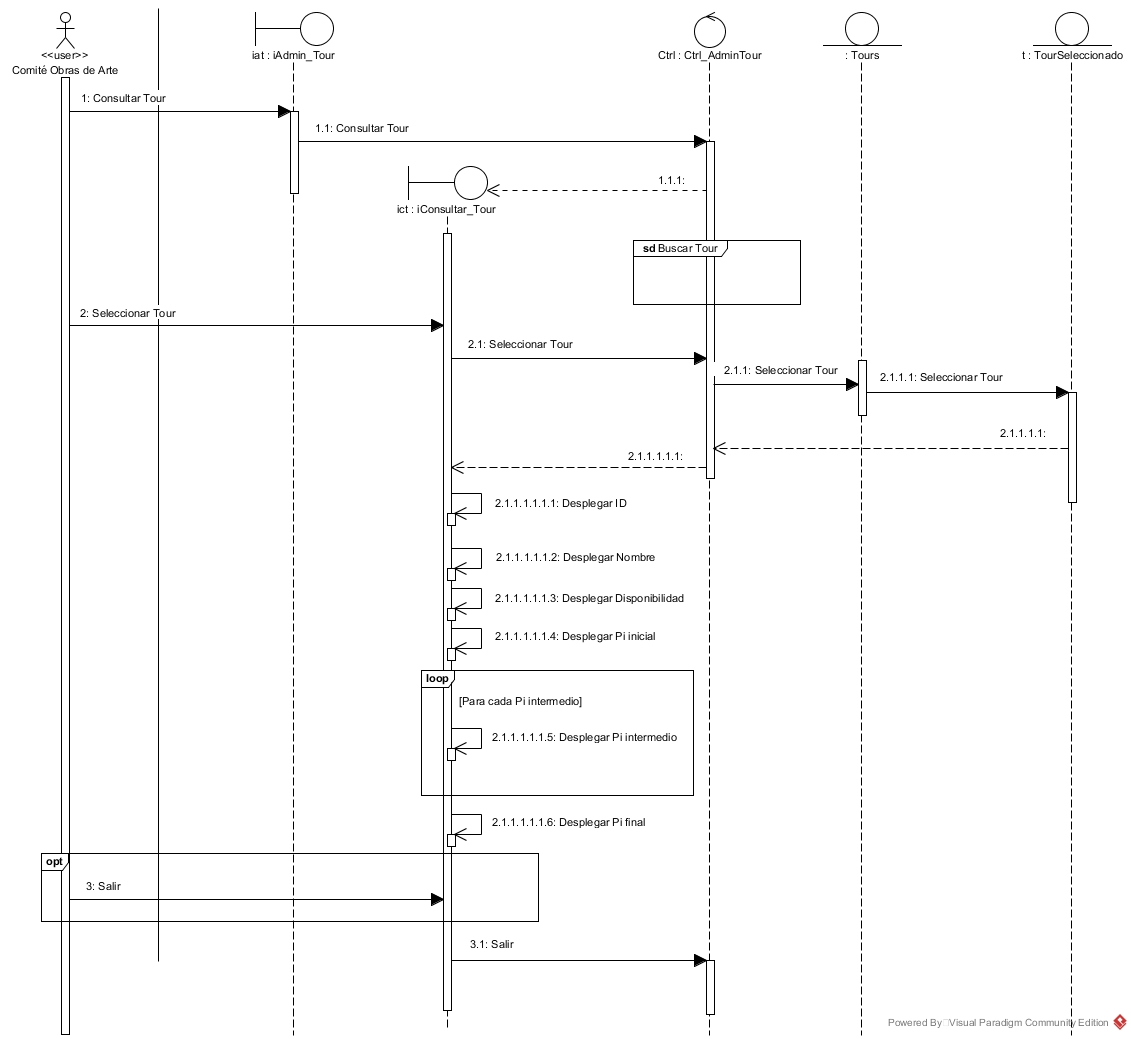 <<user>>
Comité Obras de Arte
iat : iAdmin_Tour
Ctrl : Ctrl_AdminTour
: Tours
t : TourSeleccionado
1: Consultar Tour
1.1: Consultar Tour
1.1.1:
ict : iConsultar_Tour
sd Buscar Tour
2: Seleccionar Tour
2.1: Seleccionar Tour
2.1.1: Seleccionar Tour
2.1.1.1: Seleccionar Tour
2.1.1.1.1:
2.1.1.1.1.1:
2.1.1.1.1.1.1: Desplegar ID
2.1.1.1.1.1.2: Desplegar Nombre
2.1.1.1.1.1.3: Desplegar Disponibilidad
2.1.1.1.1.1.4: Desplegar Pi inicial
loop
[Para cada Pi intermedio]
2.1.1.1.1.1.5: Desplegar Pi intermedio
2.1.1.1.1.1.6: Desplegar Pi final
opt
3: Salir
3.1: Salir
Powered By Visual Paradigm Community Edition